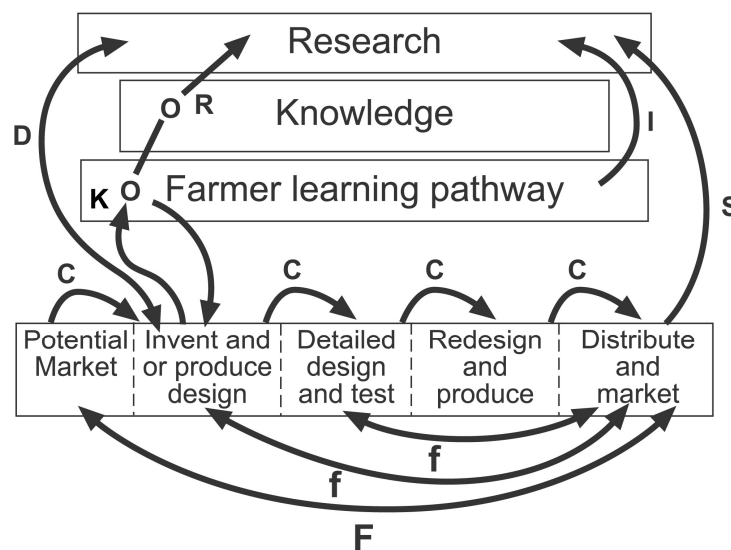 Research
O R
Knowledge
D
I
K O
Farmer learning pathway
S
C
C
C
C
Potential
Market
Invent and
or produce
design
Detailed
design
and test
Redesign
and
produce
Distribute
and
market
f
f
F